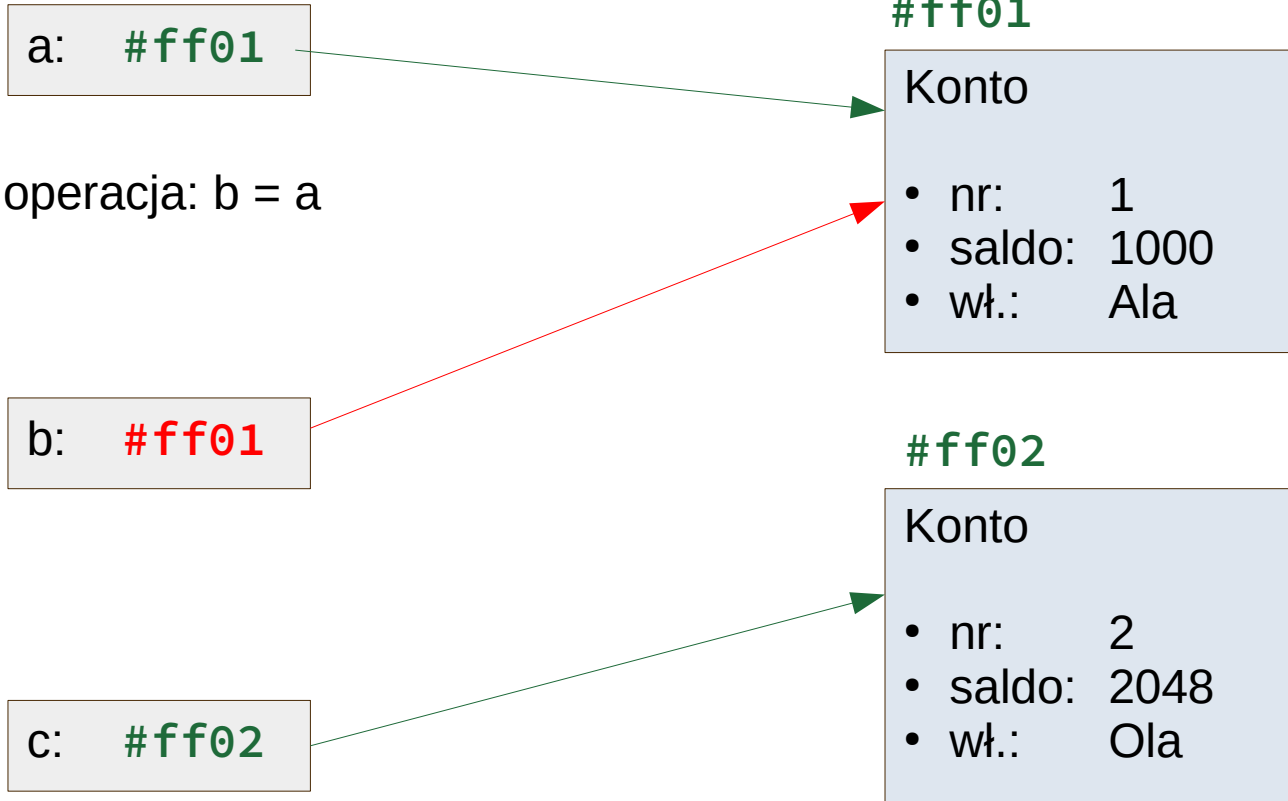 #ff01
a: #ff01
Konto
operacja: b = a
• nr: 1
• saldo: 1000
• wł.: Ala
b: #ff01
#ff02
Konto
• nr: 2
• saldo: 2048
• wł.: Ola
c: #ff02